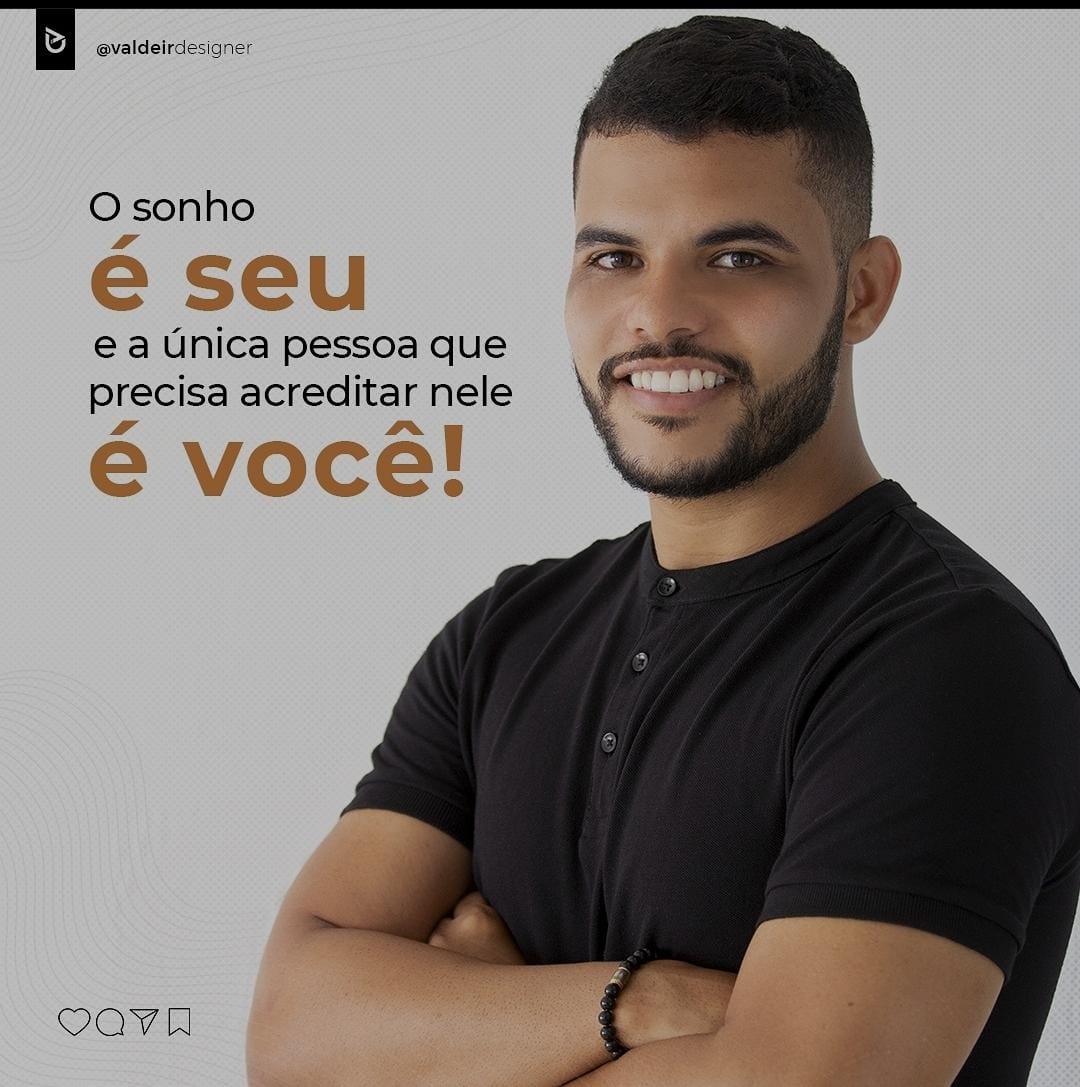 @valdeirdesigner
O sonho
é seu
e a única pessoa que
precisa acreditar nele
é você!